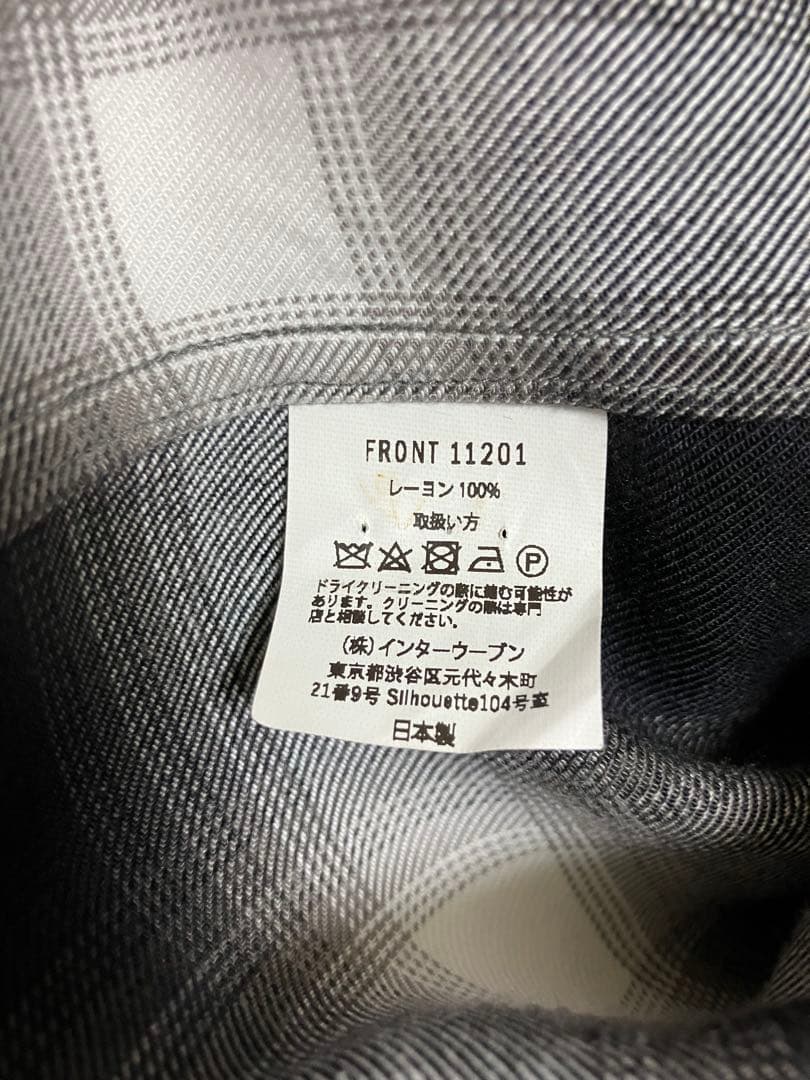 FRONT 11201
レーヨン 100%
取扱い方
P
ドライクリーニングの際に縮む可能性が
あります。クリーニングの際は専門
店と相談してください。
(株)インターウーブン
東京都渋谷区元代々木町
21番9号 Silhouette104号室
日本製